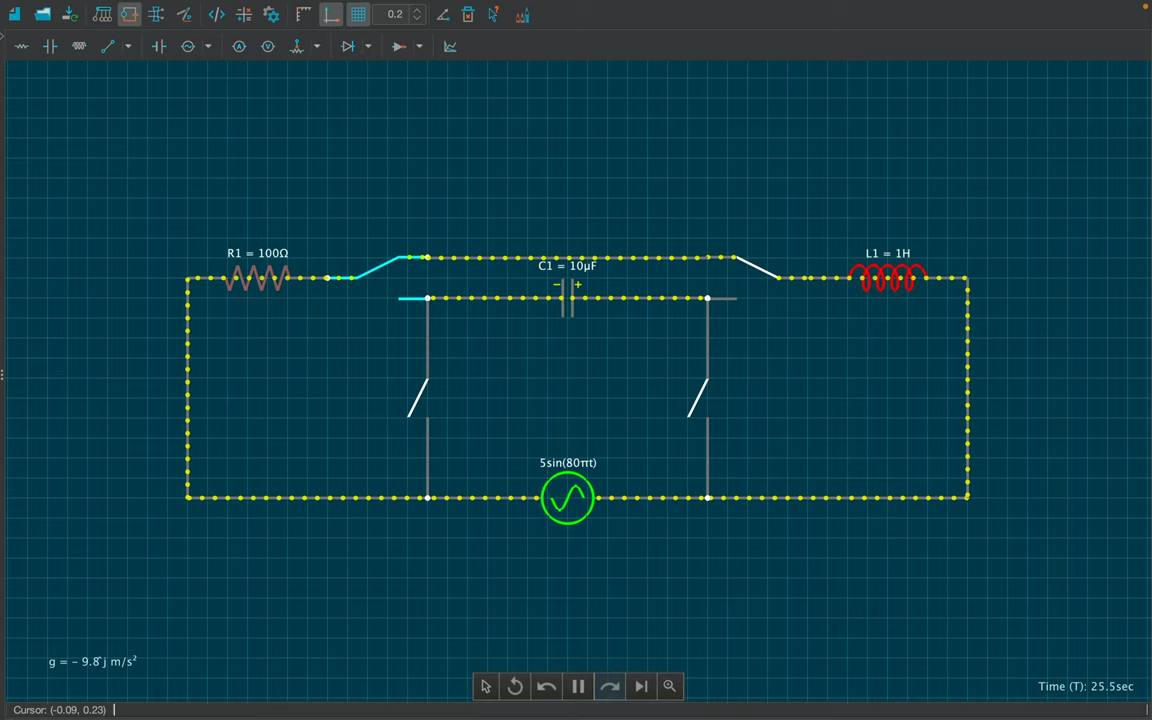 0.2
A
V
R1 = 100Ω
L1 = 1H
C1 = 10μF
− +
5sin(80πt)
g = − 9.8ĵ m/s²
Time (T): 25.5sec
Cursor: (-0.09, 0.23)